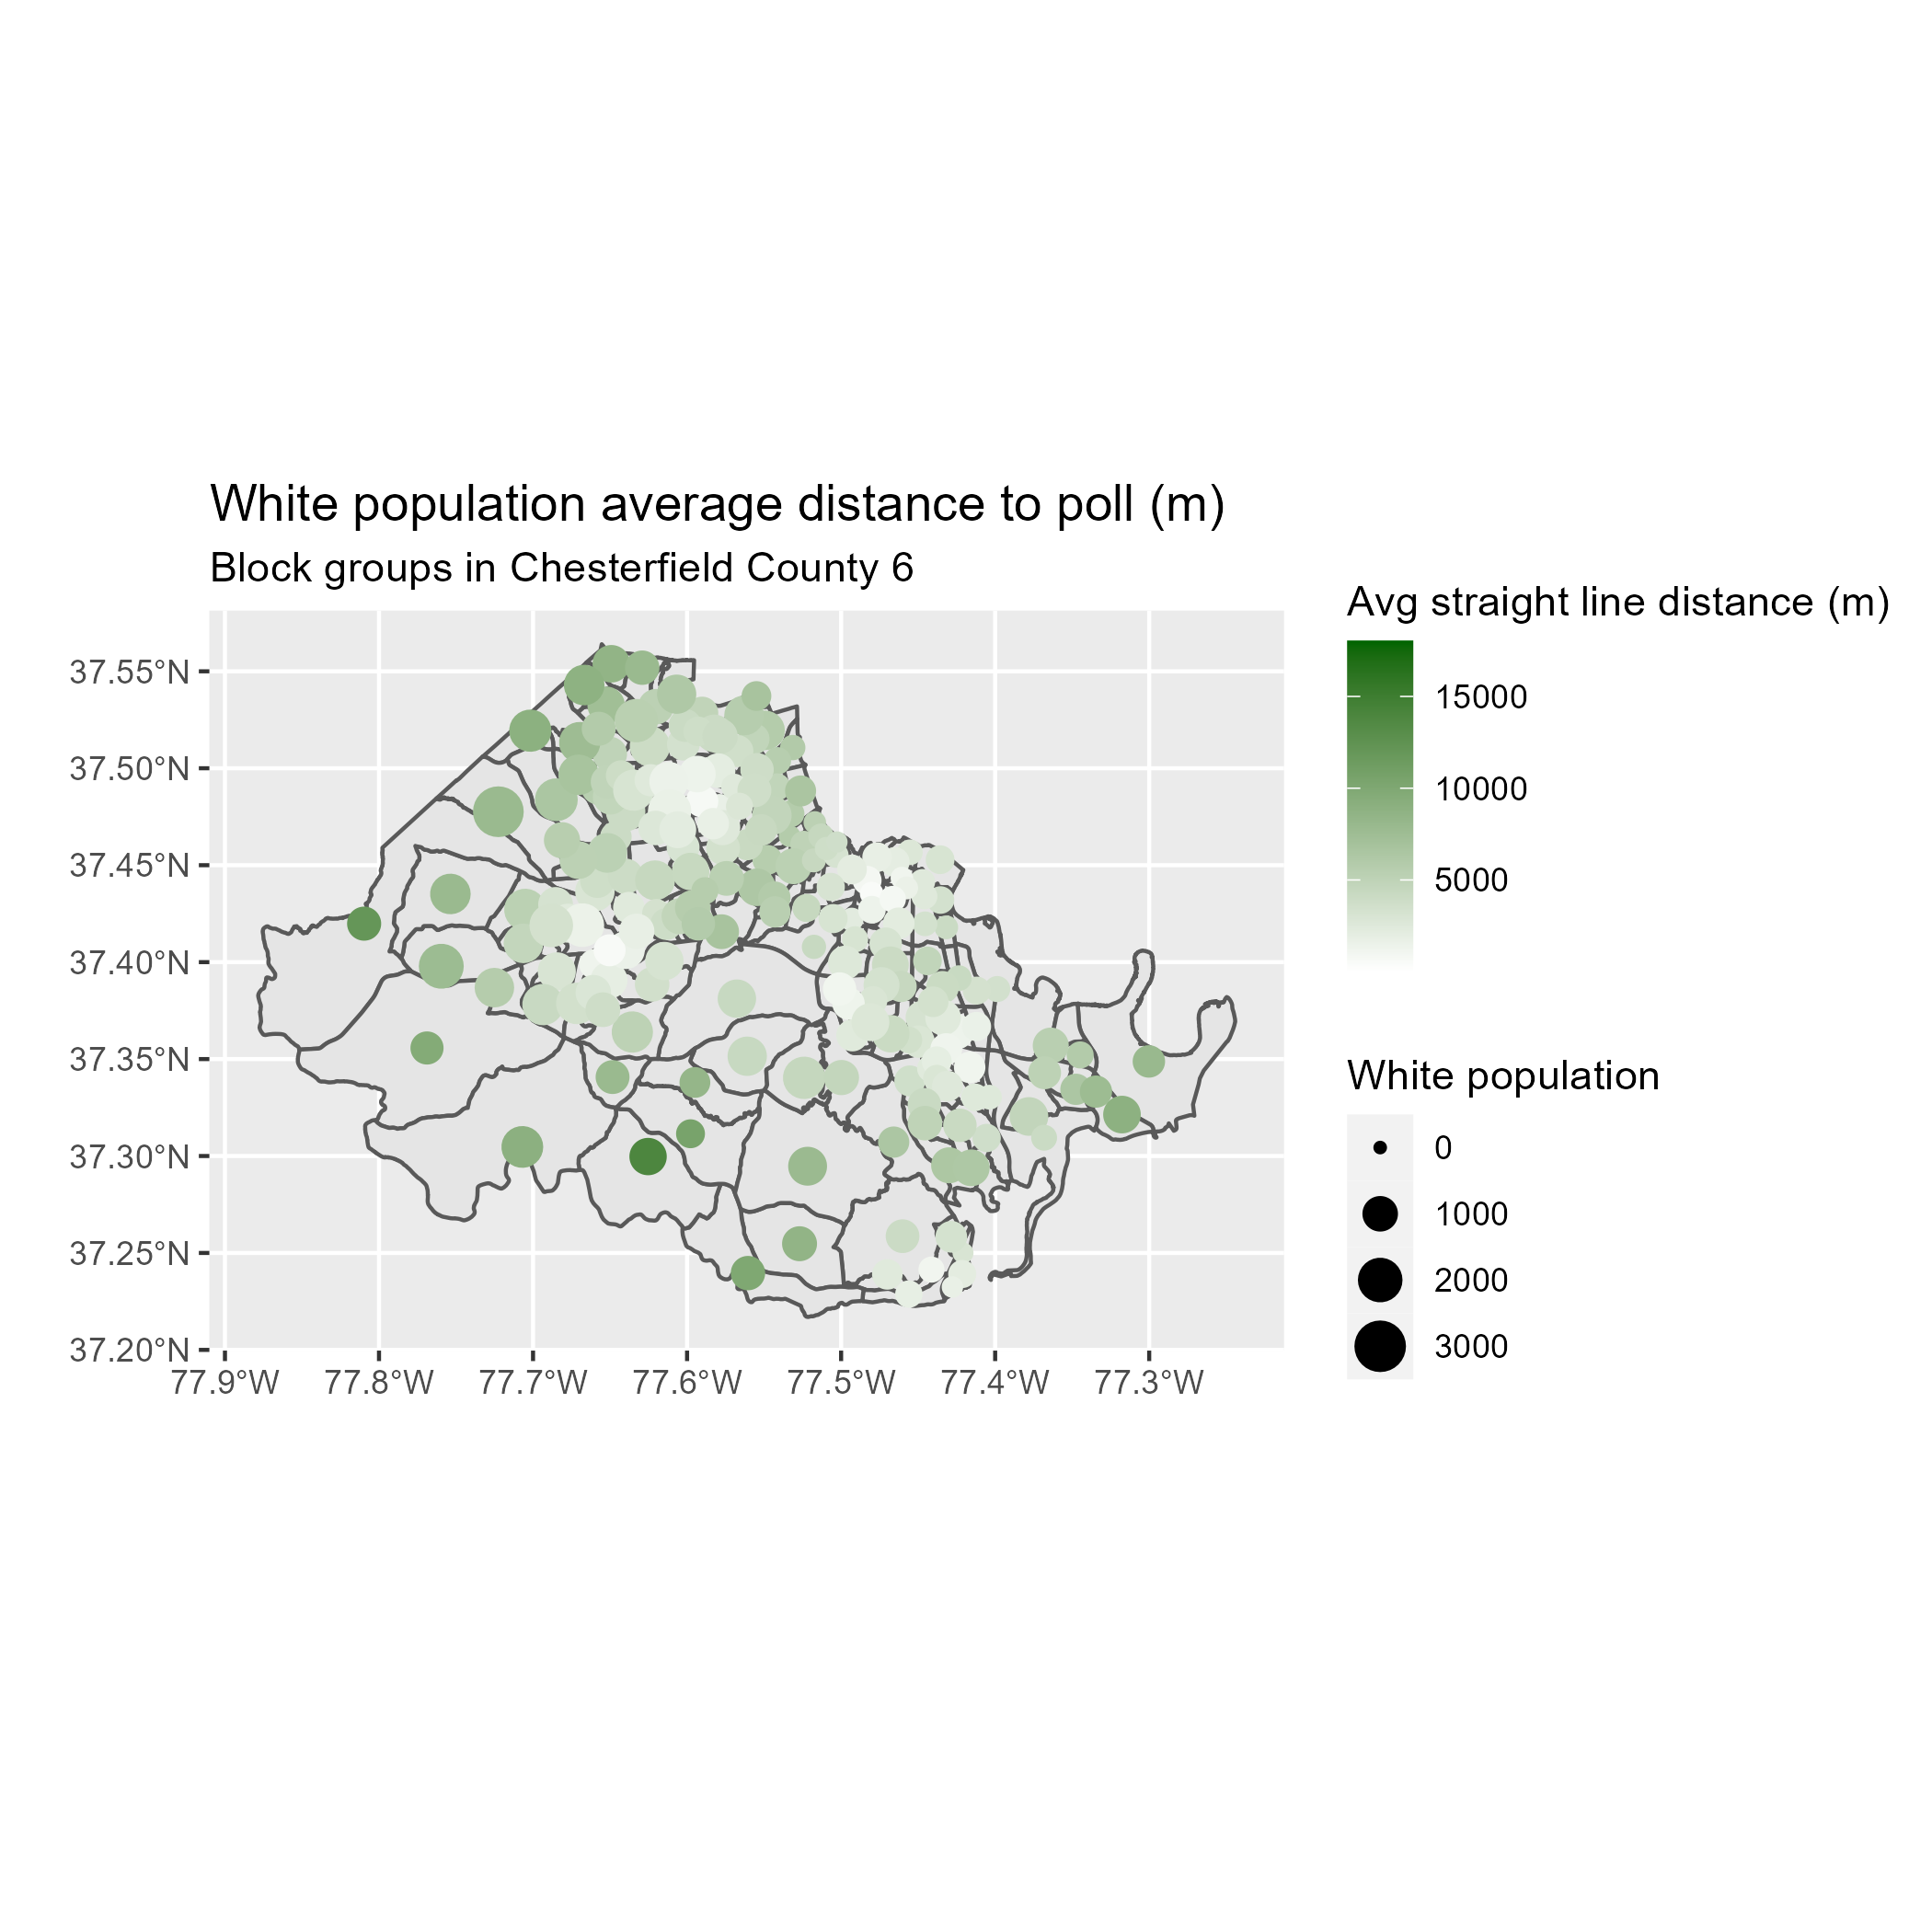 White population average distance to poll (m)
Block groups in Chesterfield County 6
37.55°N
37.50°N
37.45°N
37.40°N
37.35°N
37.30°N
37.25°N
37.20°N
77.9°W 77.8°W 77.7°W 77.6°W 77.5°W 77.4°W 77.3°W
Avg straight line distance (m)
15000
10000
5000
White population
0
1000
2000
3000